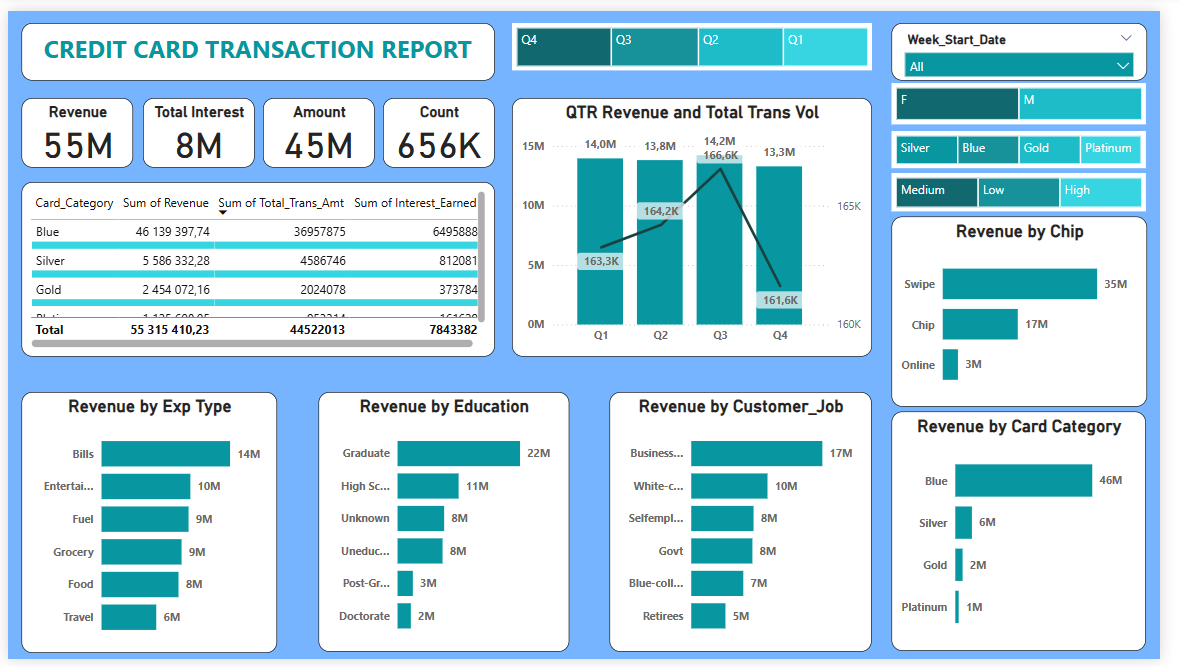 CREDIT CARD TRANSACTION REPORT
Q4 Q3 Q2 Q1
Week_Start_Date
All
F M
Silver Blue Gold Platinum
Medium Low High
Revenue
55M
Total Interest
8M
Amount
45M
Count
656K
Card_Category Sum of Revenue Sum of Total_Trans_Amt Sum of Interest_Earned
Blue 46 139 397,74 36957875 6495888
Silver 5 586 332,28 4586746 812081
Gold 2 454 072,16 2024078 373784
Total 55 315 410,23 44522013 7843382
QTR Revenue and Total Trans Vol
15M
10M
5M
0M
14,0M 13,8M 14,2M 13,3M
163,3K 164,2K 166,6K 161,6K
165K
160K
Q1 Q2 Q3 Q4
Revenue by Chip
Swipe 35M
Chip 17M
Online 3M
Revenue by Exp Type
Bills 14M
Entertai... 10M
Fuel 9M
Grocery 9M
Food 8M
Travel 6M
Revenue by Education
Graduate 22M
High Sc... 11M
Unknown 8M
Uneduc... 8M
Post-Gr... 3M
Doctorate 2M
Revenue by Customer_Job
Business... 17M
White-c... 10M
Selfempl... 8M
Govt 8M
Blue-coll... 7M
Retirees 5M
Revenue by Card Category
Blue 46M
Silver 6M
Gold 2M
Platinum 1M